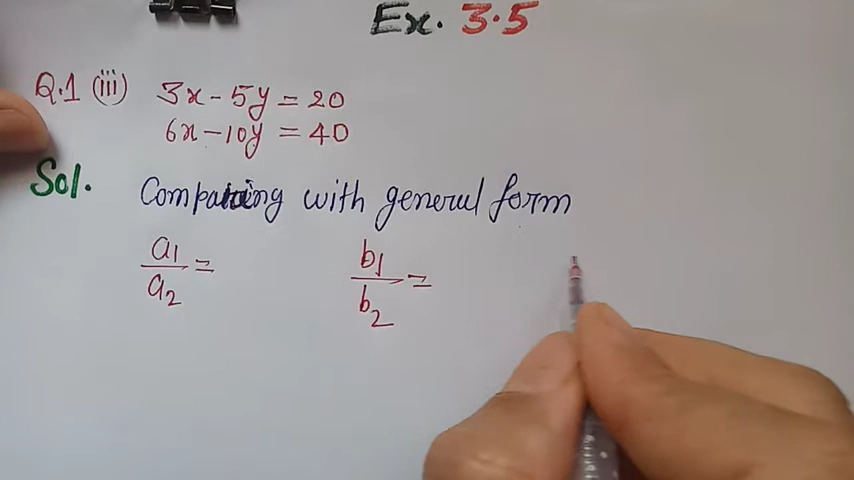 Ex. 3.5
Q.1 (iii) 3x - 5y = 20
6x - 10y = 40
Sol. Comparing with general form
a₁/a₂ = b₁/b₂ =